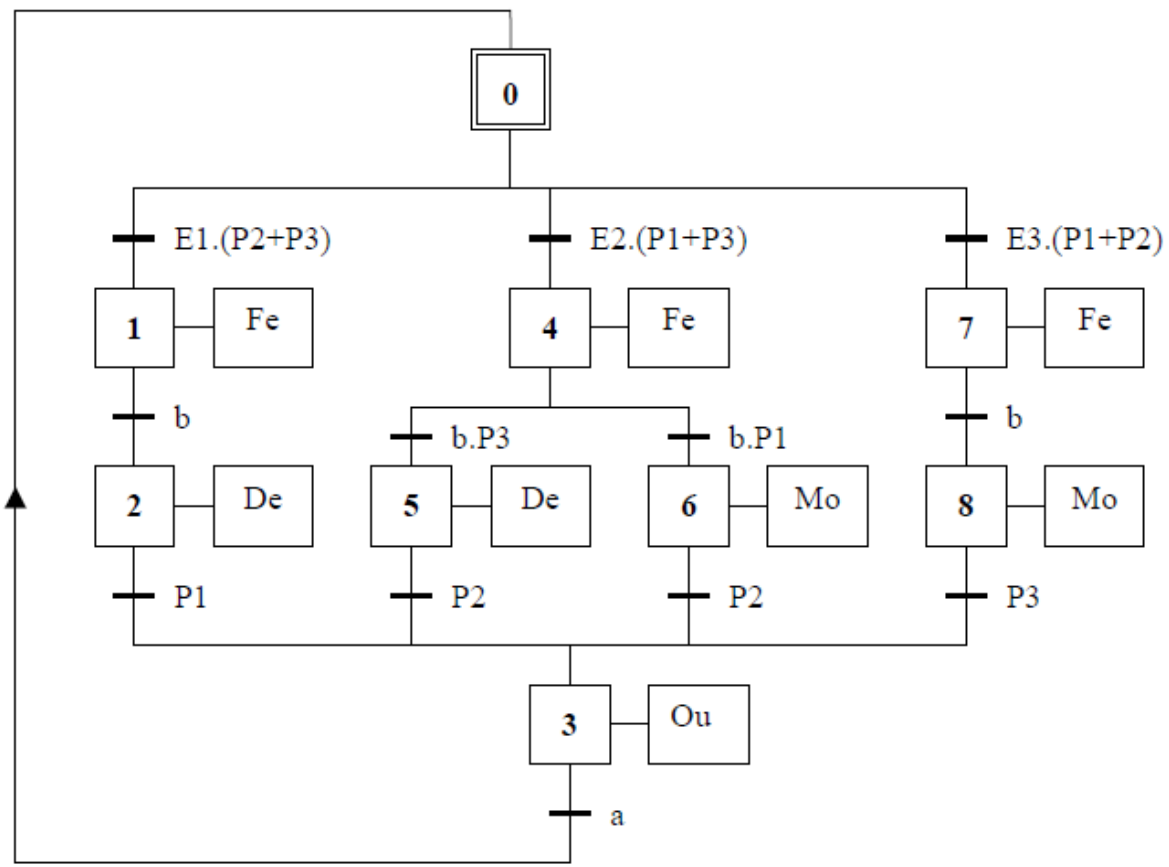 0
E1.(P2+P3) E2.(P1+P3) E3.(P1+P2)
1 Fe 4 Fe 7 Fe
b b
b.P3 b.P1
2 De 5 De 6 Mo 8 Mo
P1 P2 P2 P3
3 Ou
a